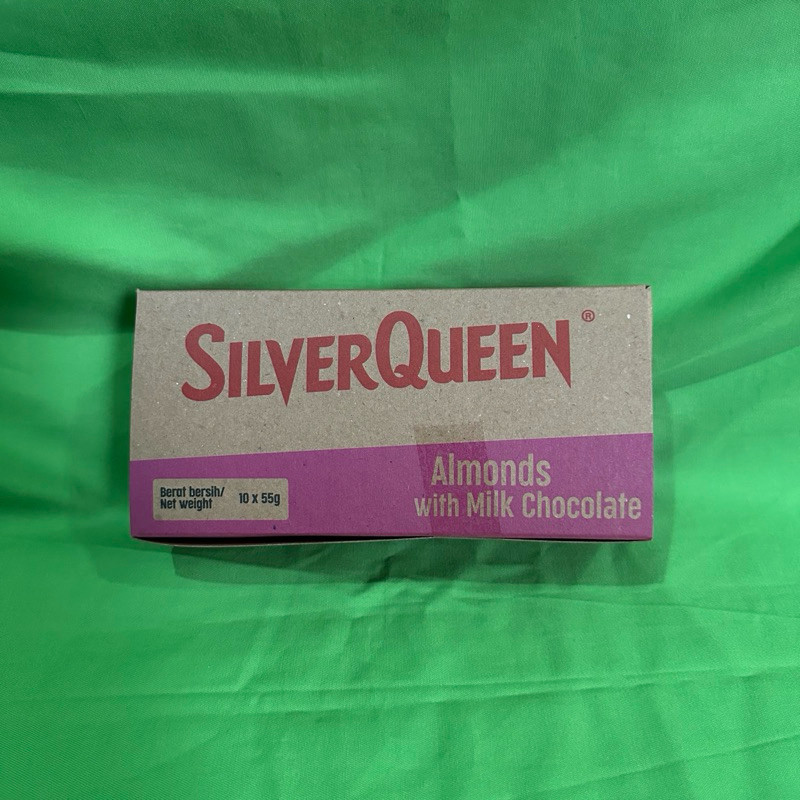 SILVERQUEEN ®
Almonds
with Milk Chocolate
Berat bersih/
Net weight
10 x 55g